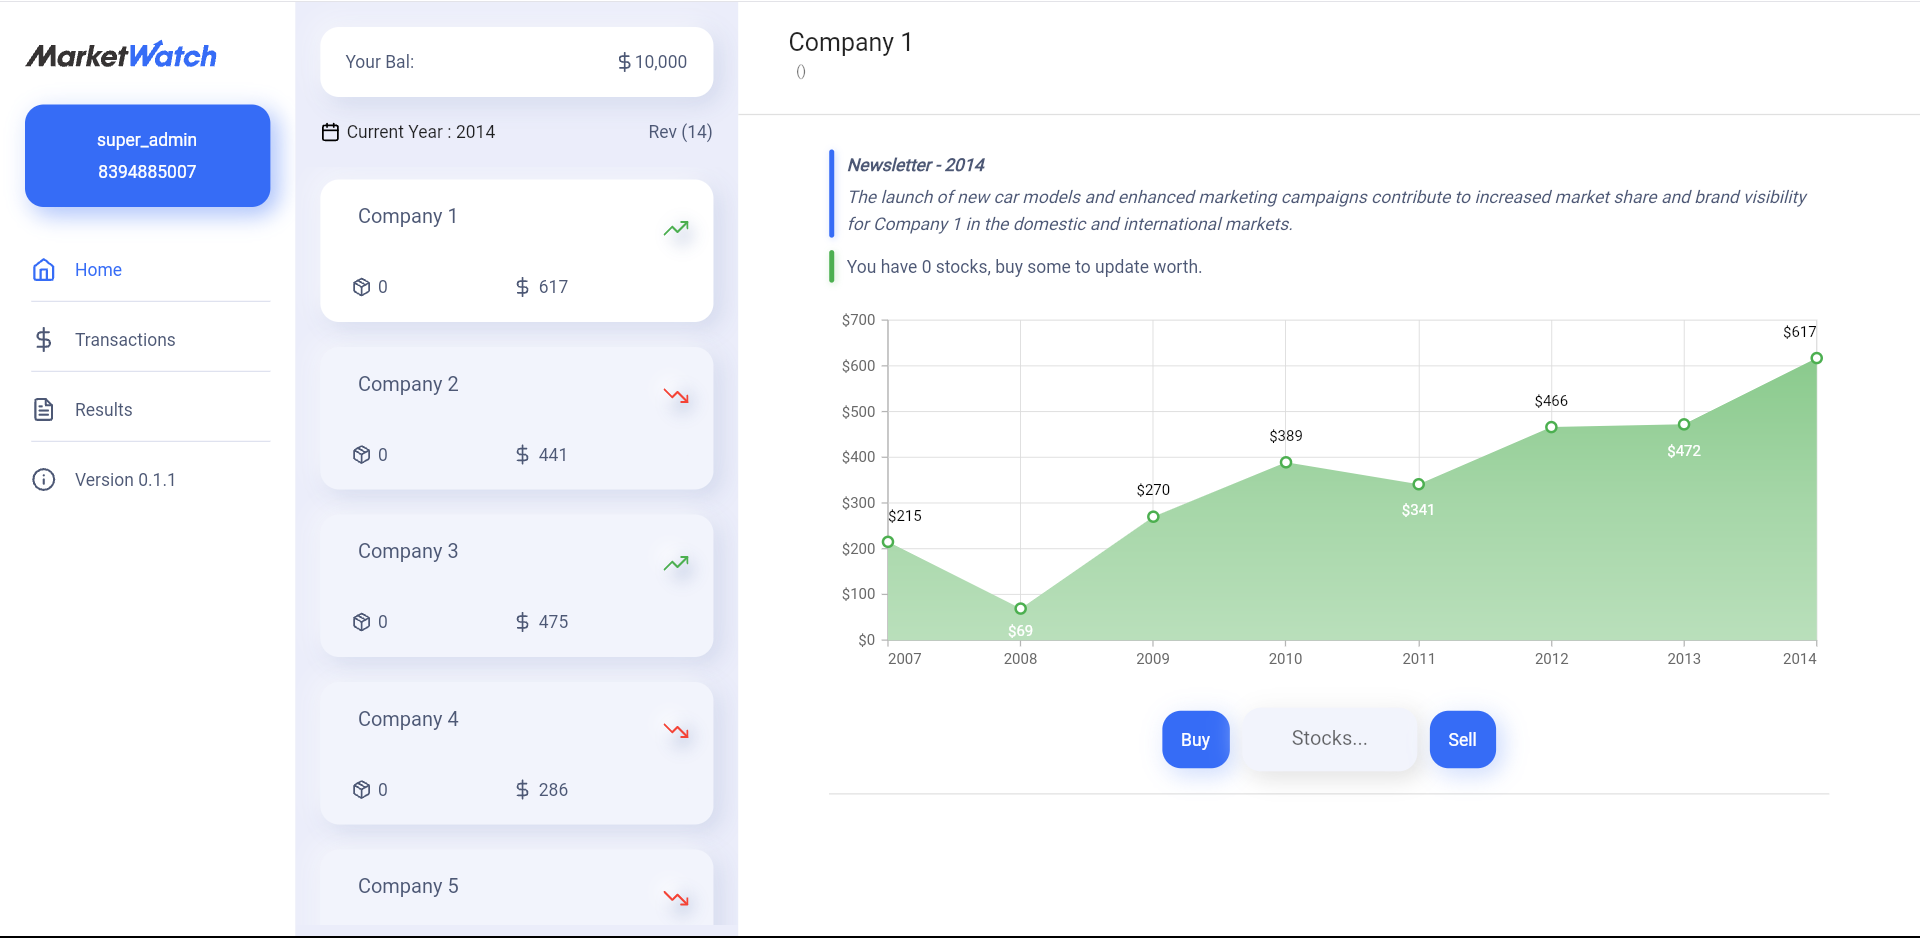 MarketWatch
super_admin
8394885007
Home
Transactions
Results
Version 0.1.1
Your Bal:
$10,000
Current Year : 2014
Rev (14)
Company 1
0
$ 617
Company 2
0
$ 441
Company 3
0
$ 475
Company 4
0
$ 286
Company 5
Company 1
()
Newsletter - 2014
The launch of new car models and enhanced marketing campaigns contribute to increased market share and brand visibility
for Company 1 in the domestic and international markets.
You have 0 stocks, buy some to update worth.
$700
$600
$500
$400
$300
$200
$100
$0
$215
$69
$270
$389
$341
$466
$472
$617
2007
2008
2009
2010
2011
2012
2013
2014
Buy
Stocks...
Sell